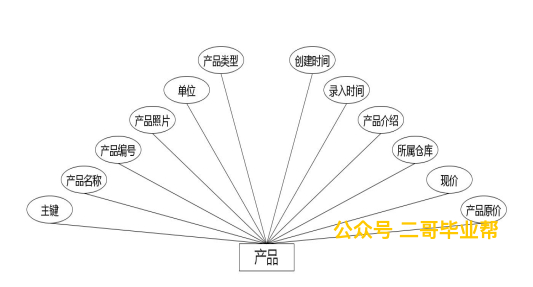 产品类型
创建时间
单位
录入时间
产品照片
产品介绍
产品编号
所属仓库
产品名称
现价
主键
产品原价
公众号 二哥毕业帮
产品